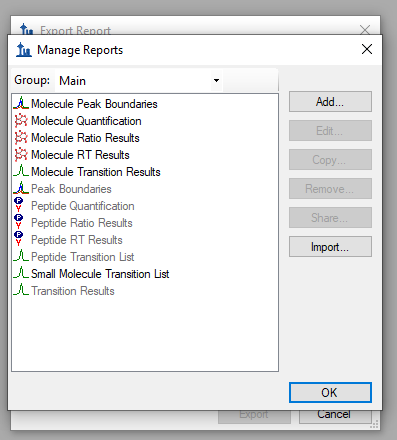 Export Report
Manage Reports
Group: Main
Molecule Peak Boundaries
Molecule Quantification
Molecule Ratio Results
Molecule RT Results
Molecule Transition Results
Peak Boundaries
Peptide Quantification
Peptide Ratio Results
Peptide RT Results
Peptide Transition List
Small Molecule Transition List
Transition Results
Add...
Edit...
Copy...
Remove...
Share...
Import...
OK
Export Cancel